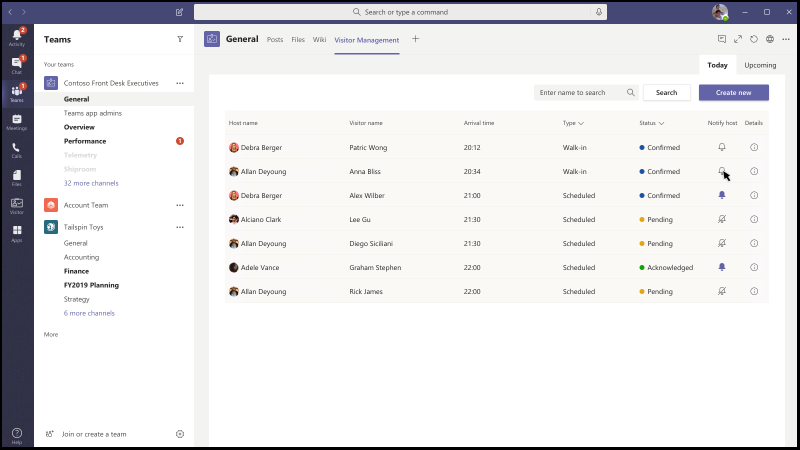 Search or type a command
2
Activity
1
Chat
1
Teams
Meetings
Calls
Files
Visitor
Apps
Help
Teams
Your teams
Contoso Front Desk Executives
General
Teams app admins
Overview
Performance 1
Telemetry
Shiproom
32 more channels
Account Team
Tailspin Toys
General
Accounting
Finance
FY2019 Planning
Strategy
6 more channels
More
Join or create a team
General Posts Files Wiki Visitor Management
Today Upcoming
Enter name to search Search Create new
Host name Visitor name Arrival time Type Status Notify host Details
Debra Berger Patric Wong 20:12 Walk-in Confirmed
Allan Deyoung Anna Bliss 20:34 Walk-in Confirmed
Debra Berger Alex Wilber 21:00 Scheduled Confirmed
Alciano Clark Lee Gu 21:30 Scheduled Pending
Allan Deyoung Diego Siciliani 21:30 Scheduled Pending
Adele Vance Graham Stephen 22:00 Scheduled Acknowledged
Allan Deyoung Rick James 22:00 Scheduled Pending